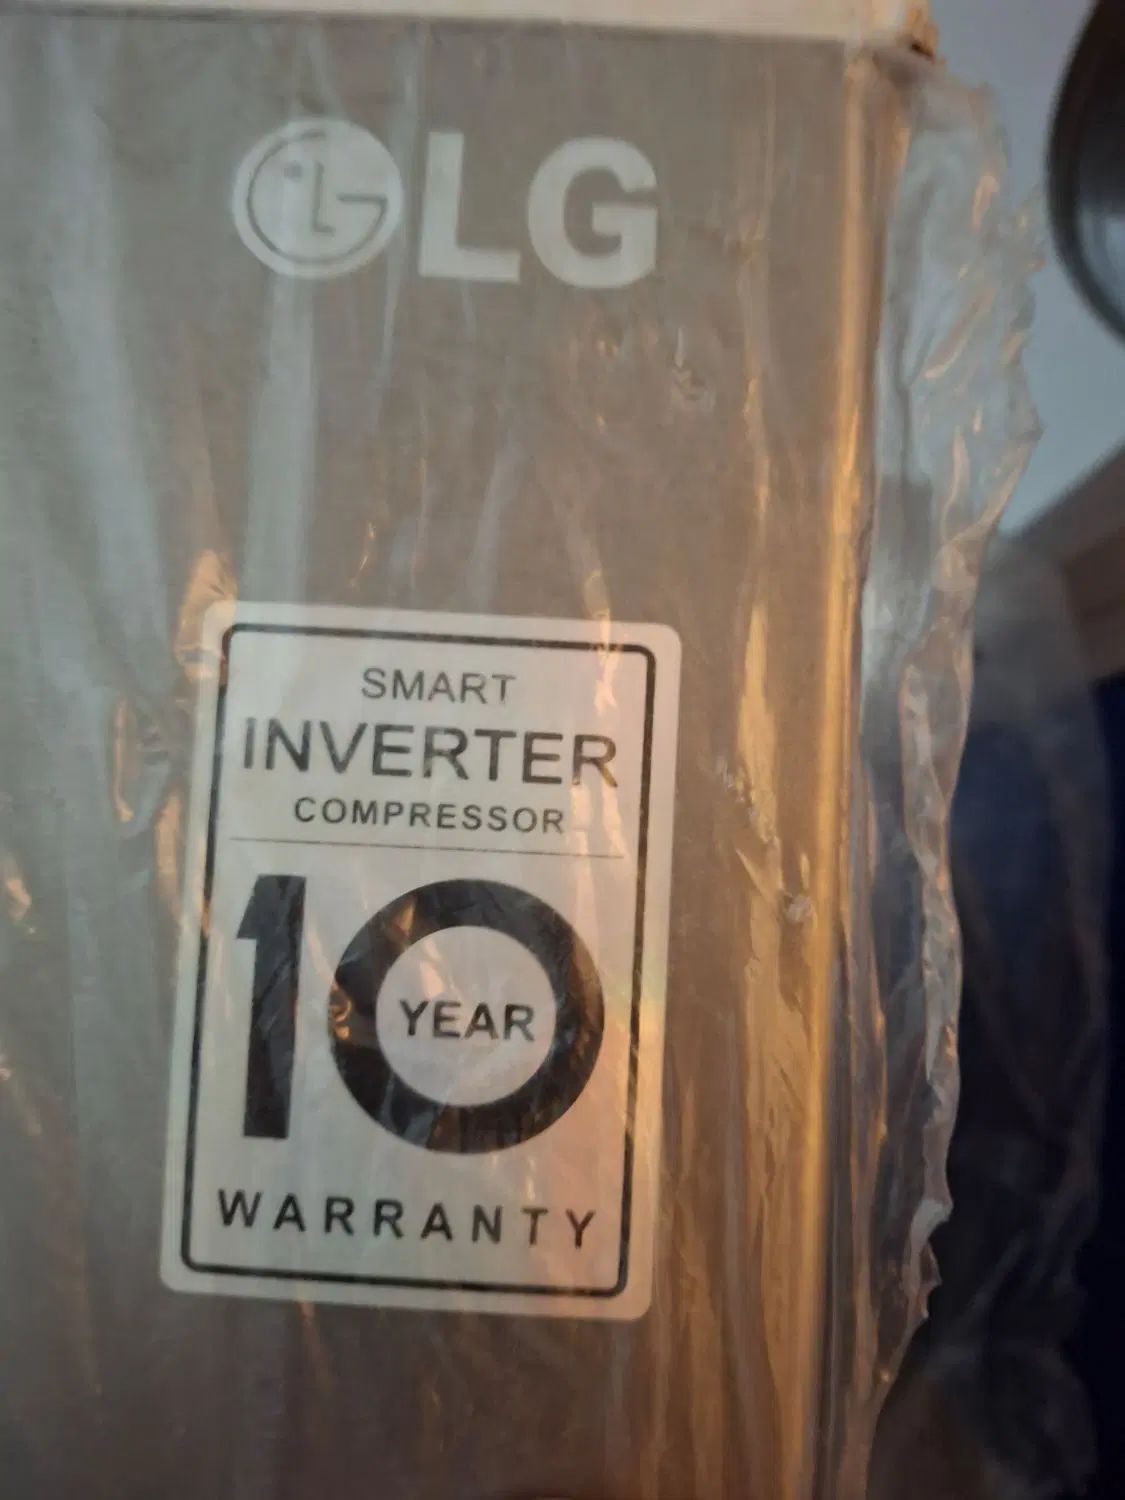 LG
SMART
INVERTER
COMPRESSOR
10
YEAR
WARRANTY